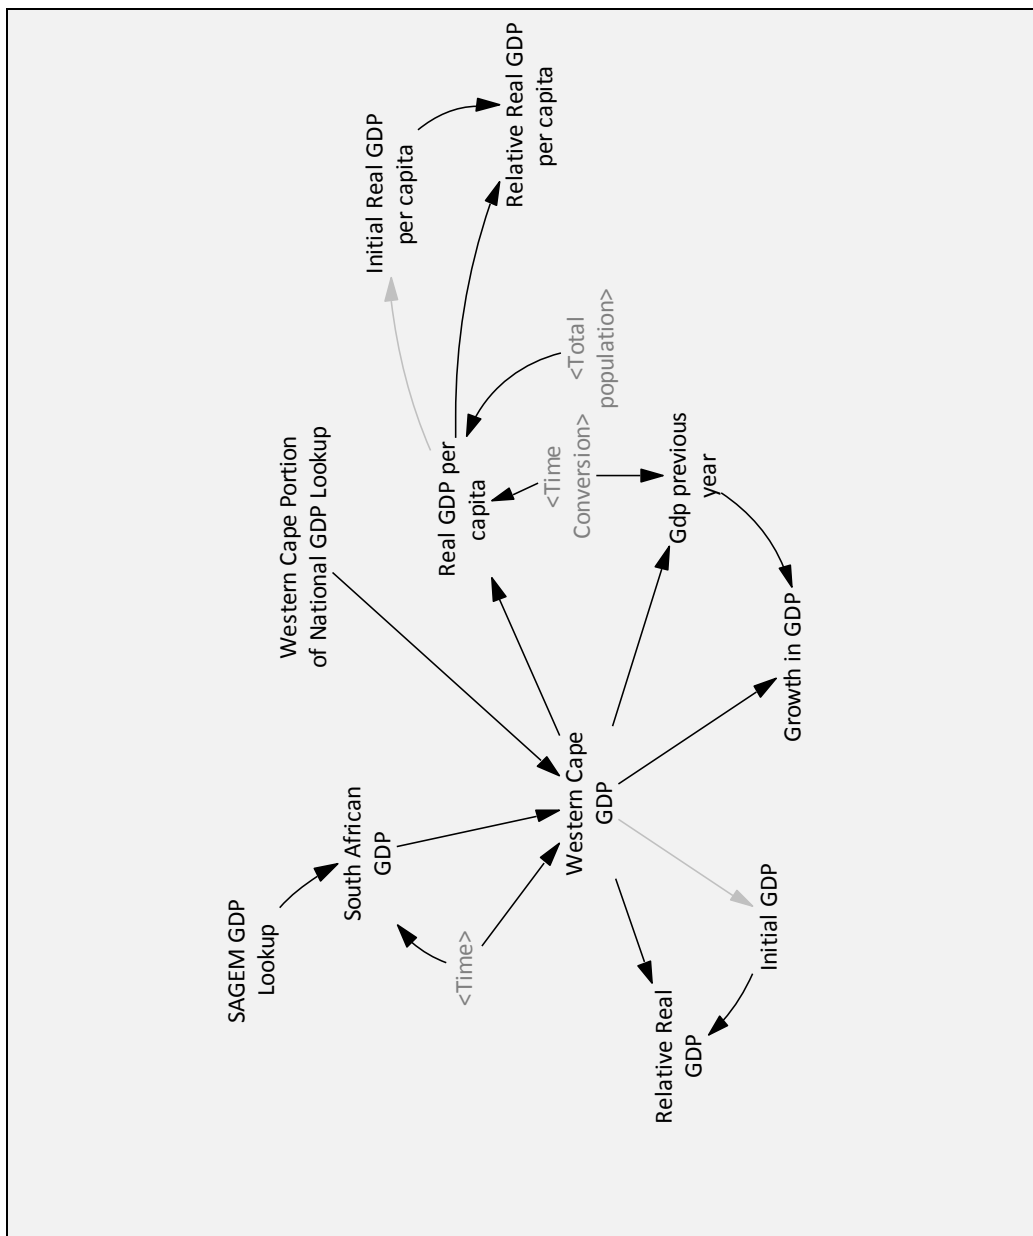 SAGEM GDP
Lookup
Western Cape Portion
of National GDP Lookup
South African
GDP
Initial Real GDP
per capita
Real GDP per
capita
<Time>
Relative Real GDP
per capita
<Time
Conversion>
Western Cape
GDP
<Total
population>
Relative Real
GDP
Gdp previous
year
Initial GDP
Growth in GDP